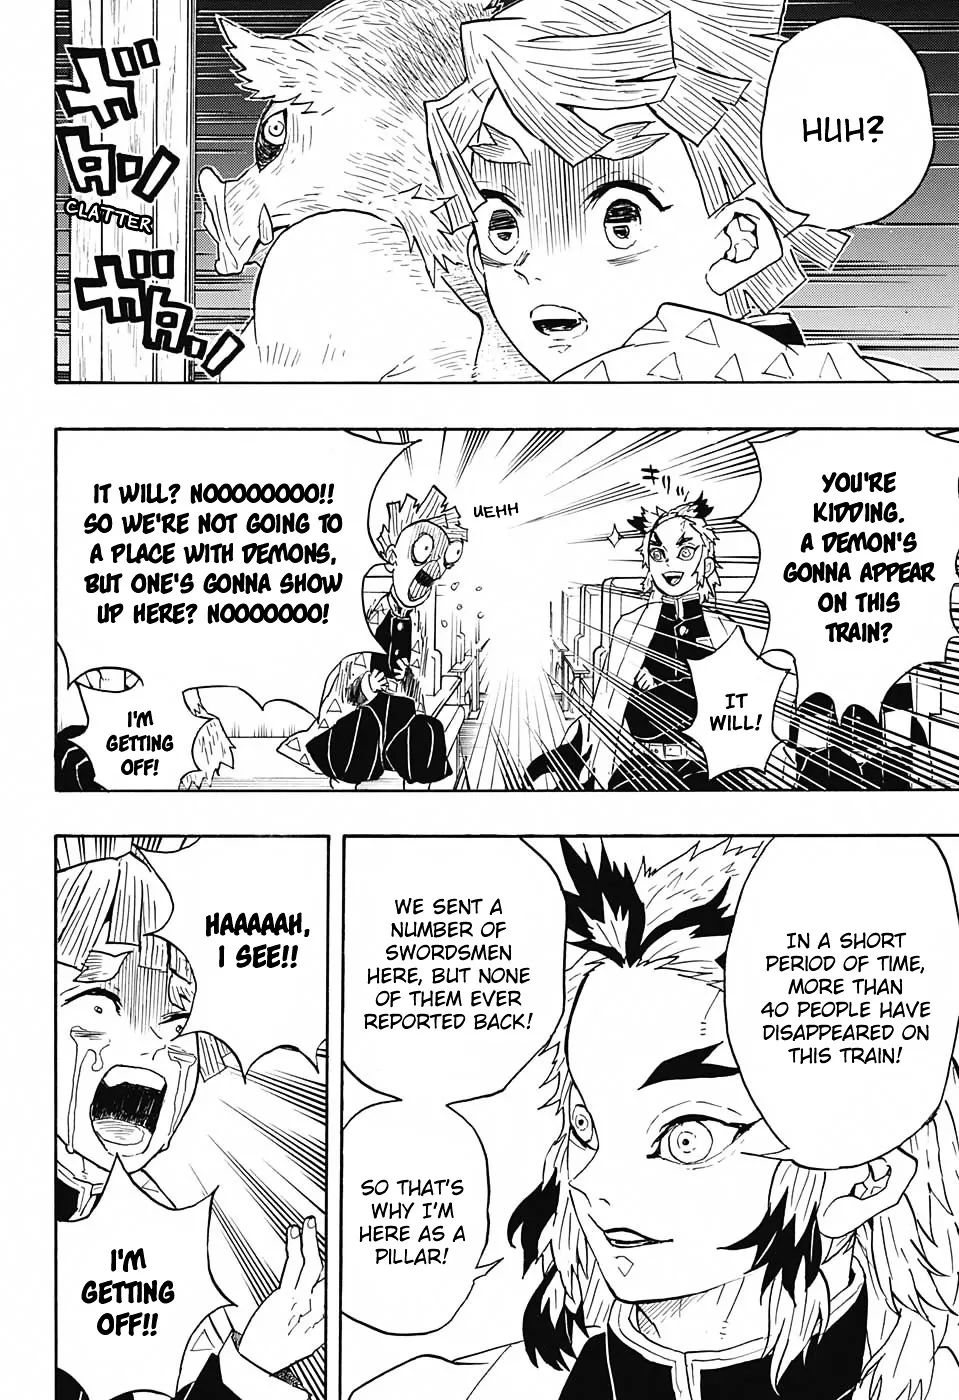 HUH?
ガタン
CLATTER
ガタン
YOU'RE
KIDDING.
A DEMON'S
GONNA APPEAR
ON THIS
TRAIN?
キリッ
IT
WILL!
UEHH
IT WILL? NOOOOOOOO!!
SO WE'RE NOT GOING TO
A PLACE WITH DEMONS,
BUT ONE'S GONNA SHOW
UP HERE? NOOOOOOO!
I'M
GETTING
OFF!
IN A SHORT
PERIOD OF TIME,
MORE THAN
40 PEOPLE HAVE
DISAPPEARED ON
THIS TRAIN!
WE SENT A
NUMBER OF
SWORDSMEN
HERE, BUT NONE
OF THEM EVER
REPORTED BACK!
SO THAT'S
WHY I'M
HERE AS A
PILLAR!
HAAAAAH,
I SEE!!
I'M
GETTING
OFF!!